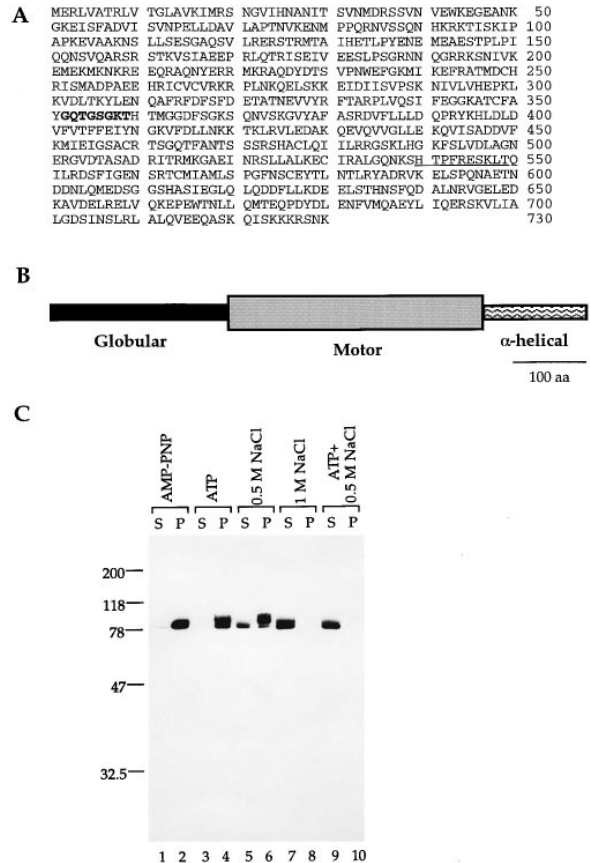 A
MERLVATRLV TGLAVKIMRS NGVIHNANIT SVNMDRSSVN VEWKEGEANK 50
GKEISFADVI SVNPELLDAV LAPTNVKENM PPQRNVSSQN HKRKTISKIP 100
APKEVAAKNS LLSESGAQSV LRERSTRMTA IHETLPYENE MEAESTPLPI 150
QQNSVQARSR STKVSIAEEP RLQTRISEIV EESLPSGRNN QGRRKSNIVK 200
EMEKMKNKRE EQRAQNYERR MKRAQDYDTS VPNWEFGKMI KEFRATMDCH 250
RISMADPAEE HRICVCVRKR PLNKQELSKK EIDIISVPSK NIVLVHEPKL 300
KVDLTKYLEN QAFRFDFSFD ETATNEVVYR FTARPLVQSI FEGGKATCFA 350
YGQTGSGKTH TMGGDFSGKS QNVSKGVYAF ASRDVFLLLD QPRYKHLDLD 400
VFVTFFEIYN GKVFDLLNKK TKLRVLEDAK QEVQVVGLLE KQVISADDVF 450
KMIEIGSACR TSGQTFANTS SSRSHACLQI ILRRGSKLHG KFSLVDLAGN 500
ERGVDTASAD RITRMKGAEI NRSLLALKEC IRALGQNKSH TPFRESKLTQ 550
ILRDSFIGEN SRTCMIAMLS PGFNSCEYTL NTLRYADRVK ELSPQNAETN 600
DDNLQMEDSG GSHASIEGLQ LQDDFLLKDE ELSTHNSFQD ALNRVGELED 650
KAVDELRELV QKEPEWTNLL QMTEQPDYDL ENFVMQAEYL IQERSKVLIA 700
LGDSINSLRL ALQVEEQASK QISKKKRSNK 730
B
Globular Motor α-helical
100 aa
C
AMP-PNP ATP 0.5 M NaCl 1 M NaCl ATP+ 0.5 M NaCl
S P S P S P S P S P
200
118
78
47
32.5
1 2 3 4 5 6 7 8 9 10